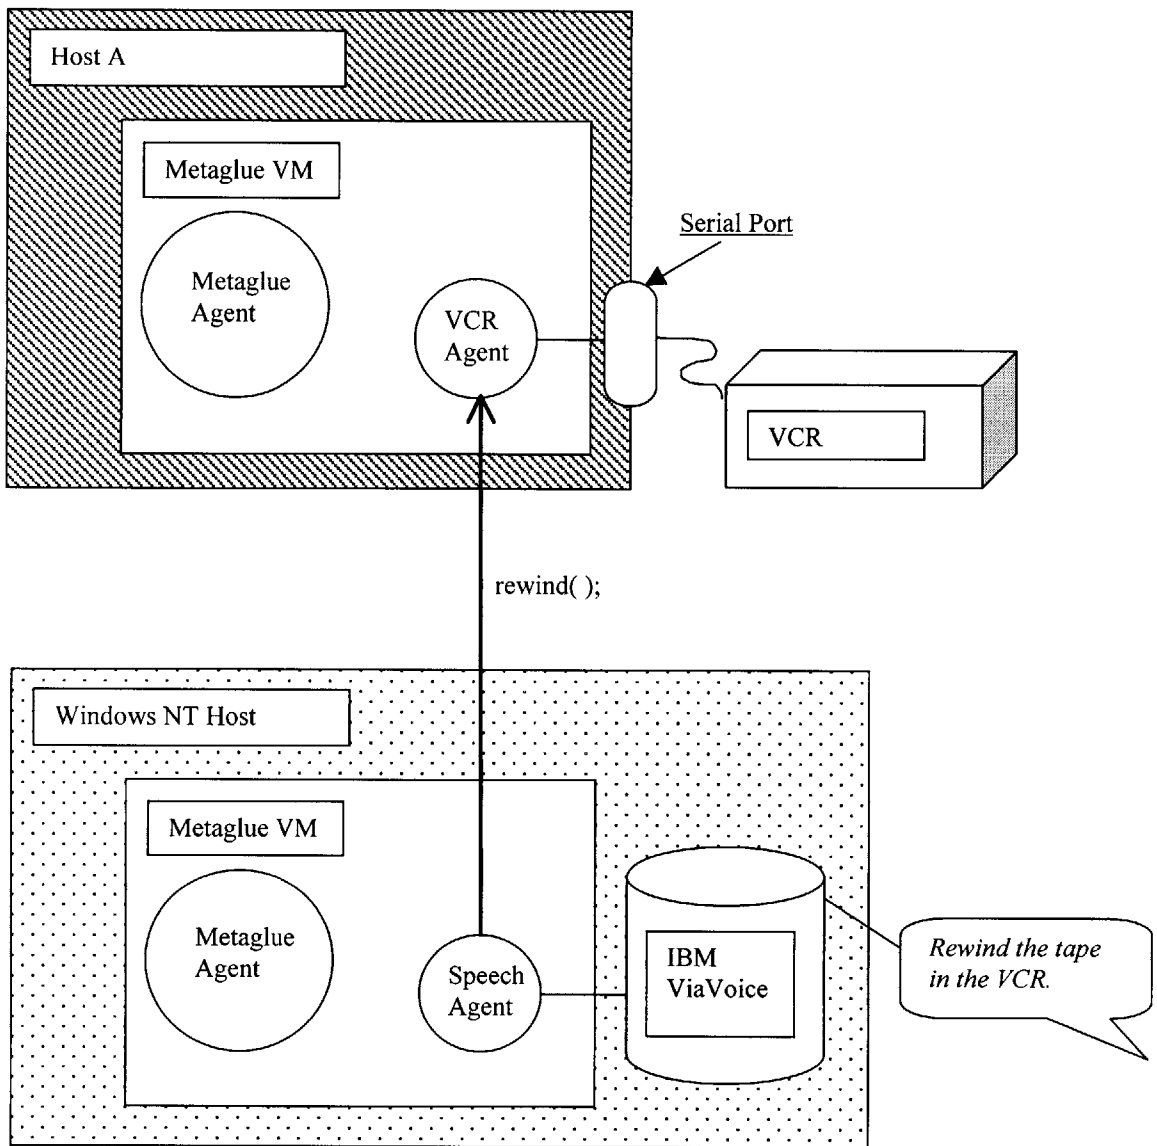 Host A
Metaglue VM
Serial Port
Metaglue
Agent
VCR
Agent
VCR
rewind( );
Windows NT Host
Metaglue VM
Metaglue
Agent
Speech
Agent
IBM
ViaVoice
Rewind the tape
in the VCR.